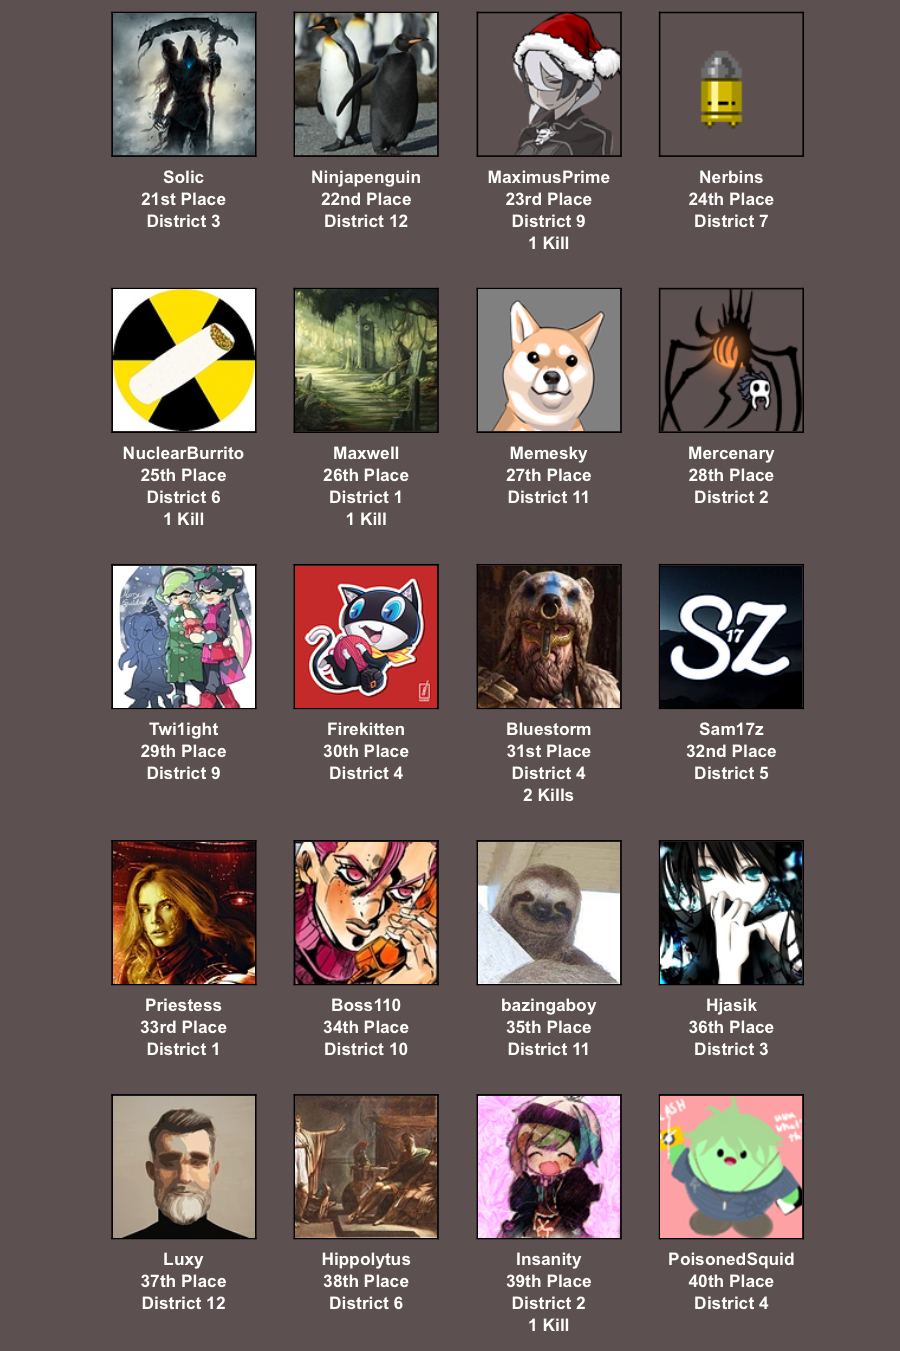 Solic
21st Place
District 3
Ninjapenguin
22nd Place
District 12
MaximusPrime
23rd Place
District 9
1 Kill
Nerbins
24th Place
District 7
NuclearBurrito
25th Place
District 6
1 Kill
Maxwell
26th Place
District 1
1 Kill
Memesky
27th Place
District 11
Mercenary
28th Place
District 2
Twi1ight
29th Place
District 9
Firekitten
30th Place
District 4
Bluestorm
31st Place
District 4
2 Kills
SZ
17
Sam17z
32nd Place
District 5
Priestess
33rd Place
District 1
Boss110
34th Place
District 10
bazingaboy
35th Place
District 11
Hjasik
36th Place
District 3
Luxy
37th Place
District 12
Hippolytus
38th Place
District 6
Insanity
39th Place
District 2
1 Kill
PoisonedSquid
40th Place
District 4